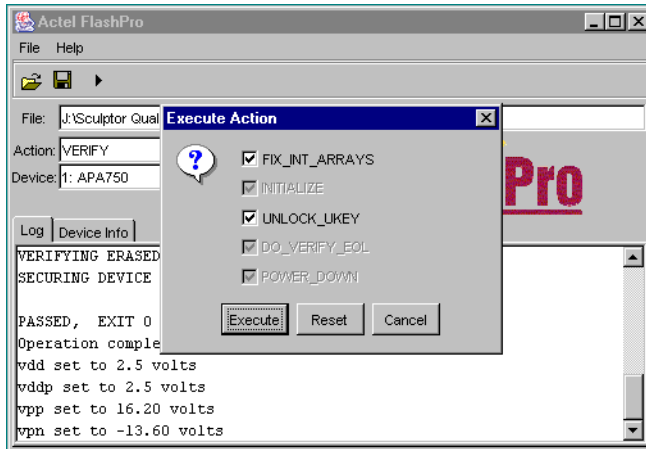 Actel FlashPro
File Help
File: J:\Sculptor Qual
Action: VERIFY
Device: 1: APA750
Pro
Execute Action
FIX_INT_ARRAYS
INITIALIZE
UNLOCK_UKEY
DO_VERIFY_EOL
POWER_DOWN
Execute Reset Cancel
Log Device Info
VERIFYING ERASED
SECURING DEVICE
PASSED, EXIT 0
Operation comple
vdd set to 2.5 volts
vddp set to 2.5 volts
vpp set to 16.20 volts
vpn set to -13.60 volts